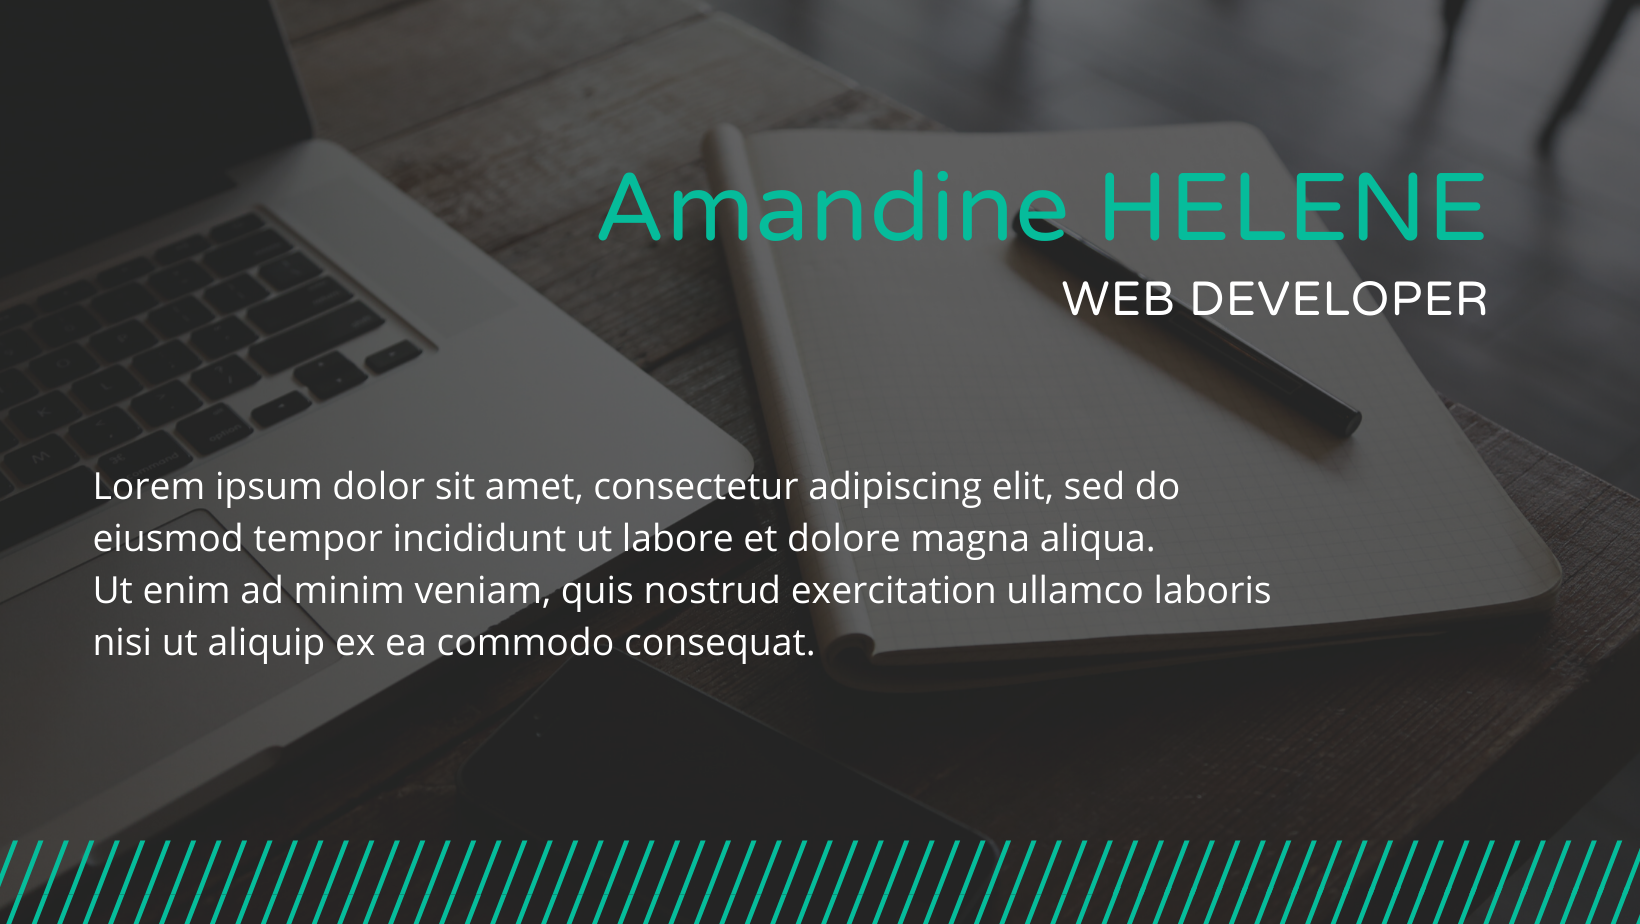 Amandine HELENE
WEB DEVELOPER
Lorem ipsum dolor sit amet, consectetur adipiscing elit, sed do
eiusmod tempor incididunt ut labore et dolore magna aliqua.
Ut enim ad minim veniam, quis nostrud exercitation ullamco laboris
nisi ut aliquip ex ea commodo consequat.